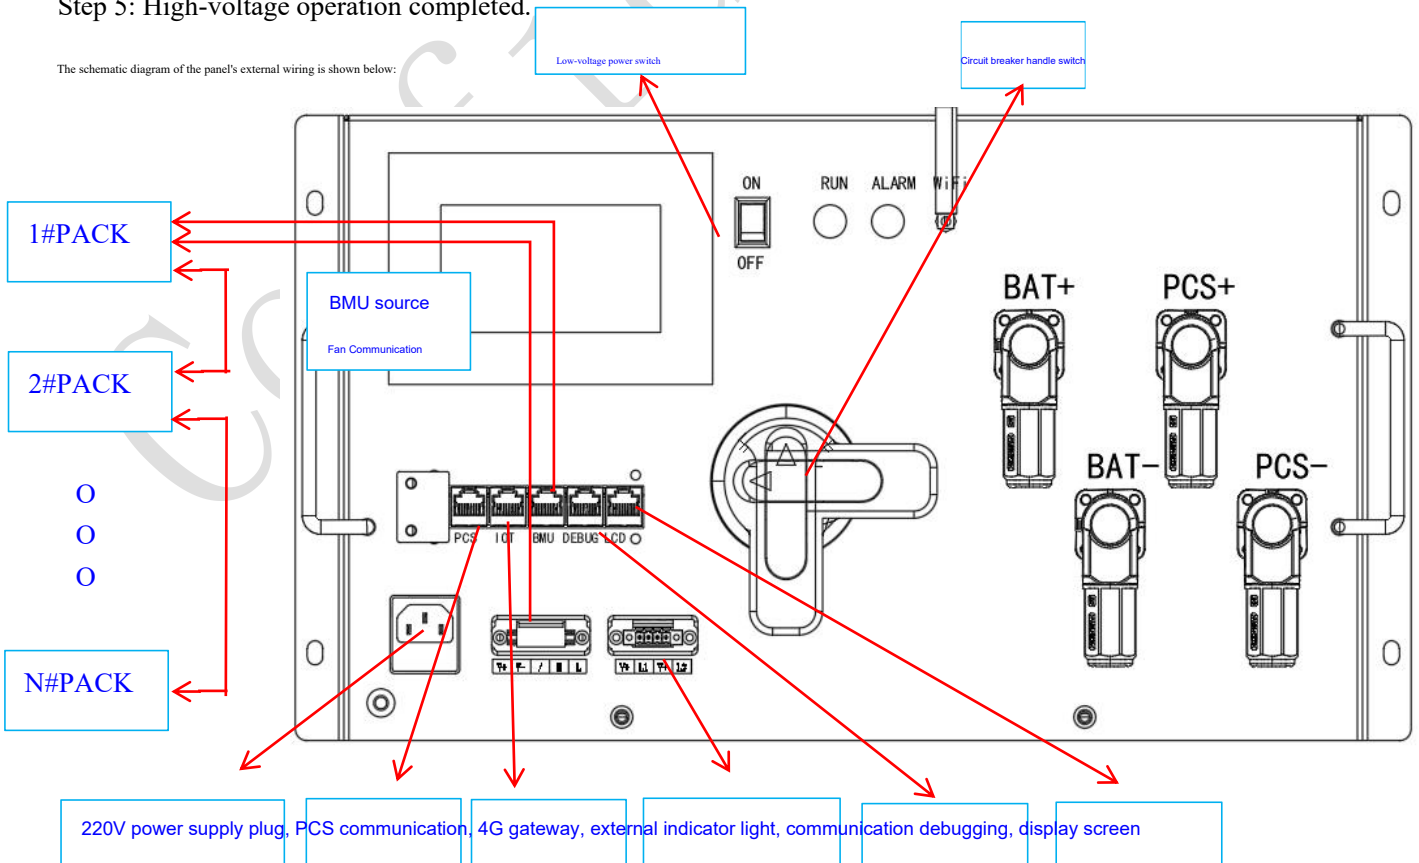 Step 5: High-voltage operation completed.
Low-voltage power switch
Circuit breaker handle switch
The schematic diagram of the panel's external wiring is shown below:
ON
RUN
ALARM
WiFi
OFF
1#PACK
BMU source
Fan Communication
BAT+
PCS+
2#PACK
BAT-
PCS-
O
O
O
PCS
IOT
BMU
DEBUG
LCD
N#PACK
220V power supply plug, PCS communication, 4G gateway, external indicator light, communication debugging, display screen